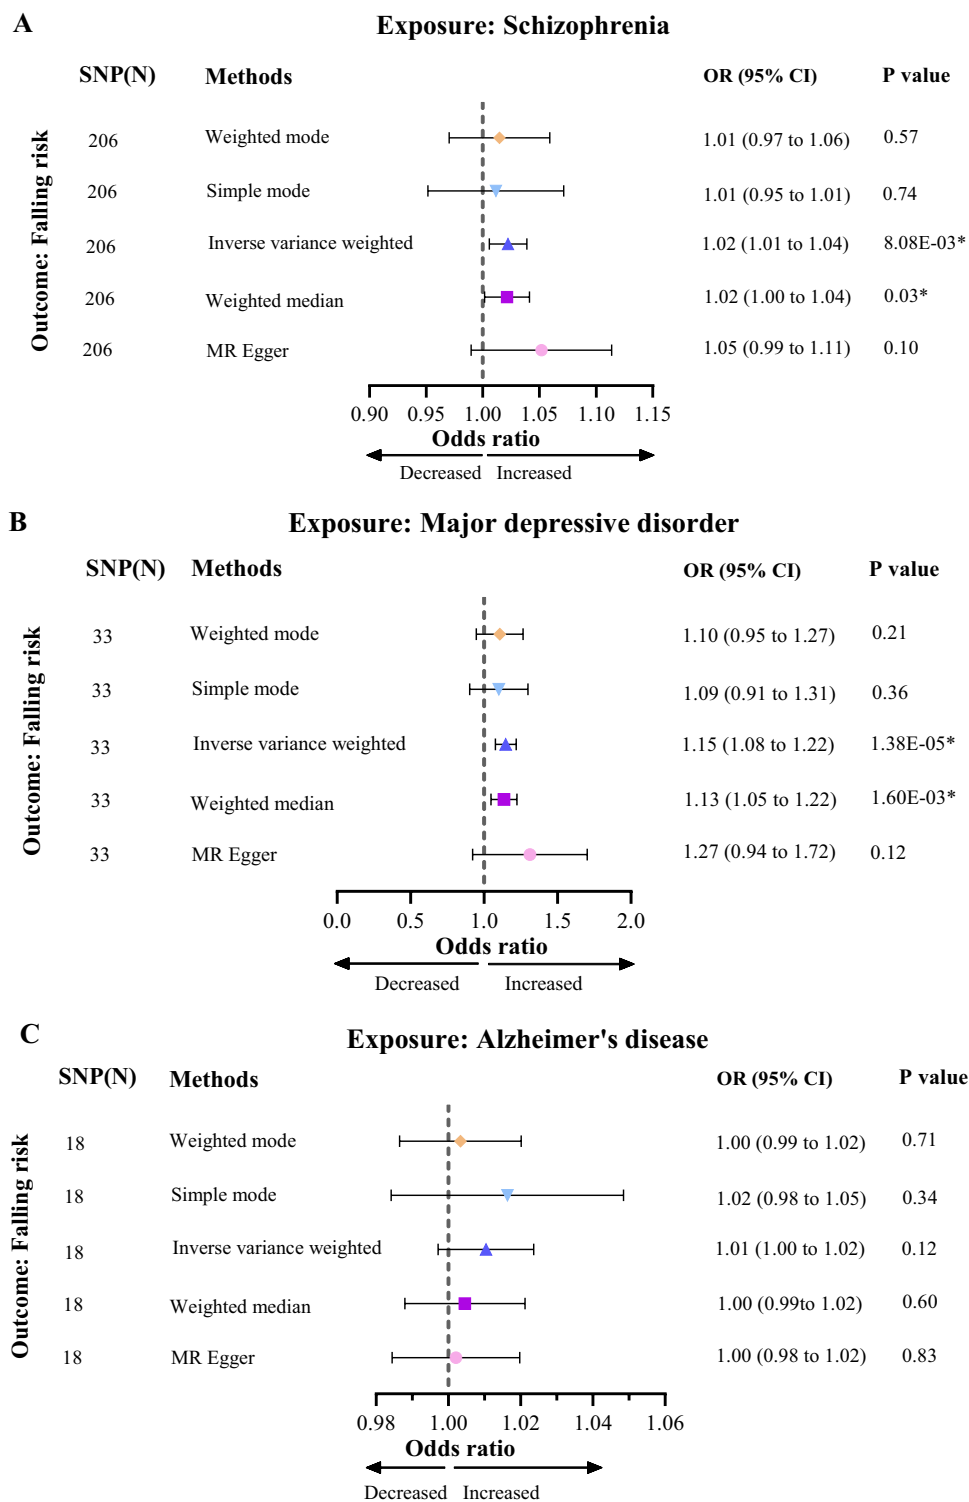 A
Exposure: Schizophrenia
SNP(N) Methods OR (95% CI) P value
Outcome: Falling risk
206 Weighted mode 1.01 (0.97 to 1.06) 0.57
206 Simple mode 1.01 (0.95 to 1.01) 0.74
206 Inverse variance weighted 1.02 (1.01 to 1.04) 8.08E-03*
206 Weighted median 1.02 (1.00 to 1.04) 0.03*
206 MR Egger 1.05 (0.99 to 1.11) 0.10
0.90 0.95 1.00 1.05 1.10 1.15
Odds ratio
Decreased Increased
B
Exposure: Major depressive disorder
SNP(N) Methods OR (95% CI) P value
Outcome: Falling risk
33 Weighted mode 1.10 (0.95 to 1.27) 0.21
33 Simple mode 1.09 (0.91 to 1.31) 0.36
33 Inverse variance weighted 1.15 (1.08 to 1.22) 1.38E-05*
33 Weighted median 1.13 (1.05 to 1.22) 1.60E-03*
33 MR Egger 1.27 (0.94 to 1.72) 0.12
0.0 0.5 1.0 1.5 2.0
Odds ratio
Decreased Increased
C
Exposure: Alzheimer's disease
SNP(N) Methods OR (95% CI) P value
Outcome: Falling risk
18 Weighted mode 1.00 (0.99 to 1.02) 0.71
18 Simple mode 1.02 (0.98 to 1.05) 0.34
18 Inverse variance weighted 1.01 (1.00 to 1.02) 0.12
18 Weighted median 1.00 (0.99to 1.02) 0.60
18 MR Egger 1.00 (0.98 to 1.02) 0.83
0.98 1.00 1.02 1.04 1.06
Odds ratio
Decreased Increased